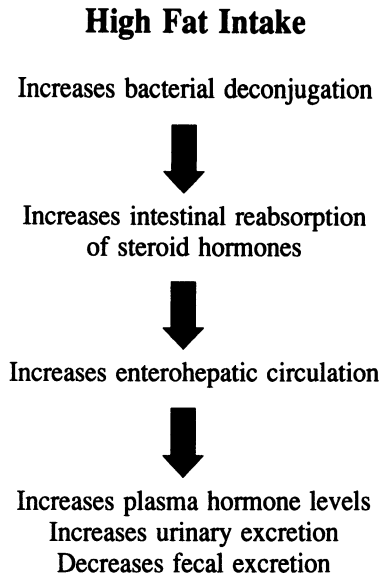 High Fat Intake
Increases bacterial deconjugation
Increases intestinal reabsorption
of steroid hormones
Increases enterohepatic circulation
Increases plasma hormone levels
Increases urinary excretion
Decreases fecal excretion